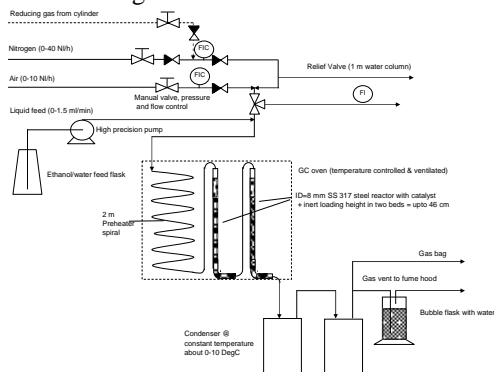 Reducing gas from cylinder
FIC
Nitrogen (0-40 Nl/h)
Relief Valve (1 m water column)
FIC
Air (0-10 Nl/h)
FI
Manual valve, pressure
and flow control
Liquid feed (0-1.5 ml/min)
High precision pump
Ethanol/water feed flask
GC oven (temperature controlled & ventilated)
ID=8 mm SS 317 steel reactor with catalyst
+ inert loading height in two beds = upto 46 cm
2 m
Preheater
spiral
Gas bag
Gas vent to fume hood
Bubble flask with water
Condenser @
constant temperature
about 0-10 DegC